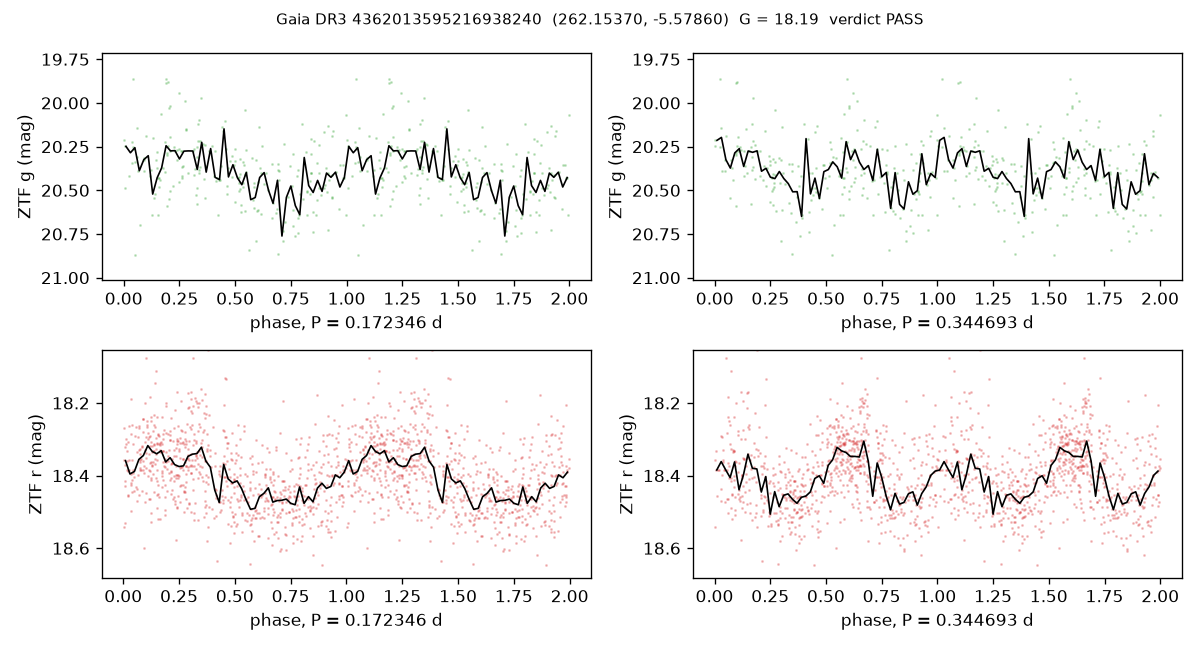 Gaia DR3 4362013595216938240 (262.15370, -5.57860) G = 18.19 verdict PASS
19.75
20.00
20.25
20.50
20.75
21.00
ZTF g (mag)
0.00 0.25 0.50 0.75 1.00 1.25 1.50 1.75 2.00
phase, P = 0.172346 d
19.75
20.00
20.25
20.50
20.75
21.00
ZTF g (mag)
0.00 0.25 0.50 0.75 1.00 1.25 1.50 1.75 2.00
phase, P = 0.344693 d
18.2
18.4
18.6
ZTF r (mag)
0.00 0.25 0.50 0.75 1.00 1.25 1.50 1.75 2.00
phase, P = 0.172346 d
18.2
18.4
18.6
ZTF r (mag)
0.00 0.25 0.50 0.75 1.00 1.25 1.50 1.75 2.00
phase, P = 0.344693 d